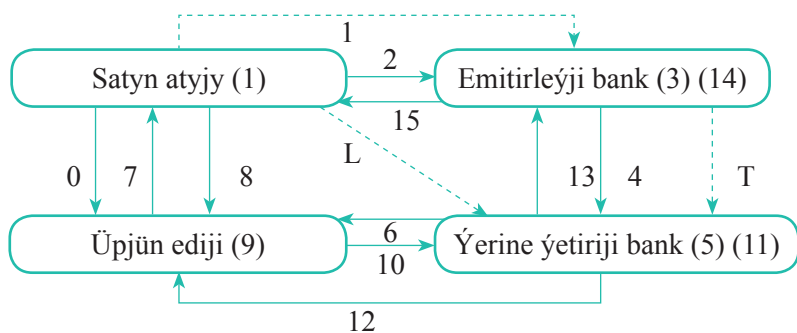 1
Satyn atyjy (1)
2
Emitirleýji bank (3) (14)
15
L
0
7
8
13
4
T
Üpjün ediji (9)
6
10
Ýerine ýetiriji bank (5) (11)
12